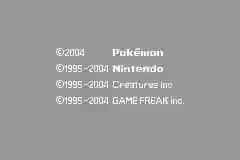 ©2004 Pokémon
©1995-2004 Nintendo
©1995-2004 Creatures Inc.
©1995-2004 GAME FREAK inc.